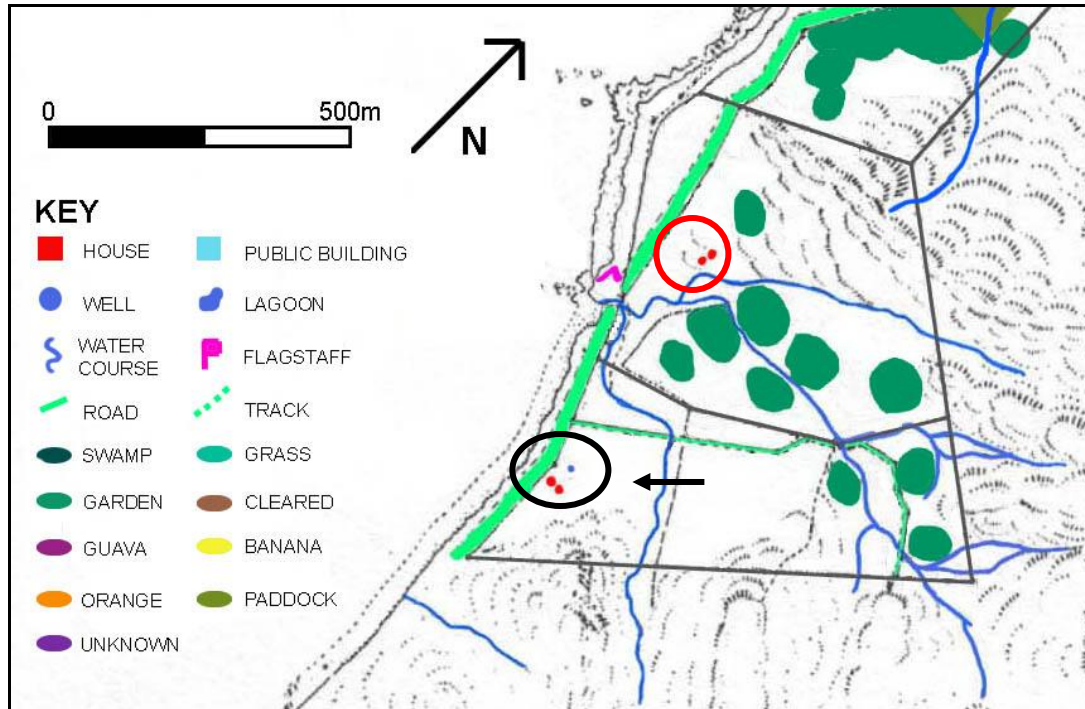 0 500m
N
KEY
HOUSE PUBLIC BUILDING
WELL LAGOON
WATER
COURSE FLAGSTAFF
ROAD TRACK
SWAMP GRASS
GARDEN CLEARED
GUAVA BANANA
ORANGE PADDOCK
UNKNOWN